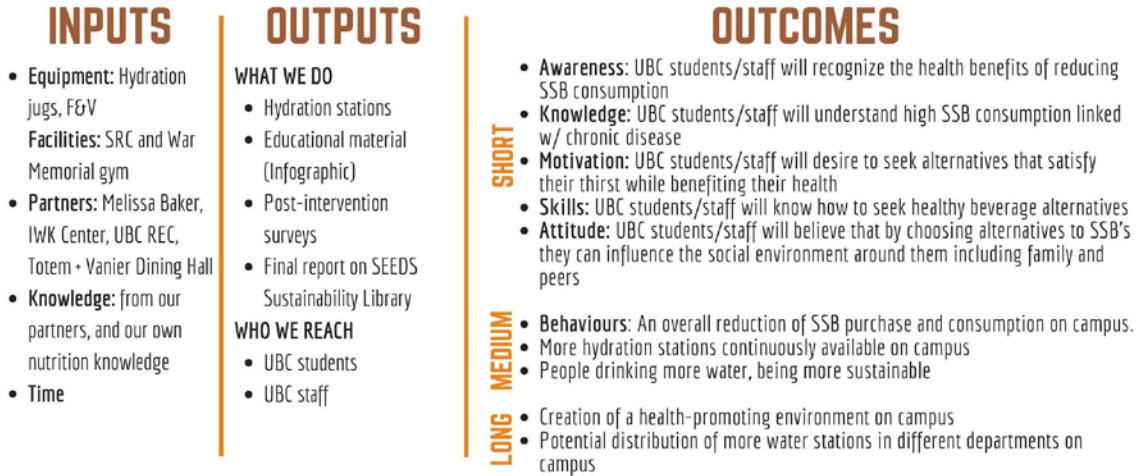 INPUTS
• Equipment: Hydration
jugs, F&V
Facilities: SRC and War
Memorial gym
• Partners: Melissa Baker,
IWK Center, UBC REC,
Totem + Vanier Dining Hall
• Knowledge: from our
partners, and our own
nutrition knowledge
• Time
OUTPUTS
WHAT WE DO
• Hydration stations
• Educational material
(Infographic)
• Post-intervention
surveys
• Final report on SEEDS
Sustainability Library
WHO WE REACH
• UBC students
• UBC staff
OUTCOMES
SHORT
• Awareness: UBC students/staff will recognize the health benefits of reducing
SSB consumption
• Knowledge: UBC students/staff will understand high SSB consumption linked
w/ chronic disease
• Motivation: UBC students/staff will desire to seek alternatives that satisfy
their thirst while benefiting their health
• Skills: UBC students/staff will know how to seek healthy beverage alternatives
• Attitude: UBC students/staff will believe that by choosing alternatives to SSB's
they can influence the social environment around them including family and
peers
MEDIUM
• Behaviours: An overall reduction of SSB purchase and consumption on campus.
• More hydration stations continuously available on campus
• People drinking more water, being more sustainable
LONG
• Creation of a health-promoting environment on campus
• Potential distribution of more water stations in different departments on
campus